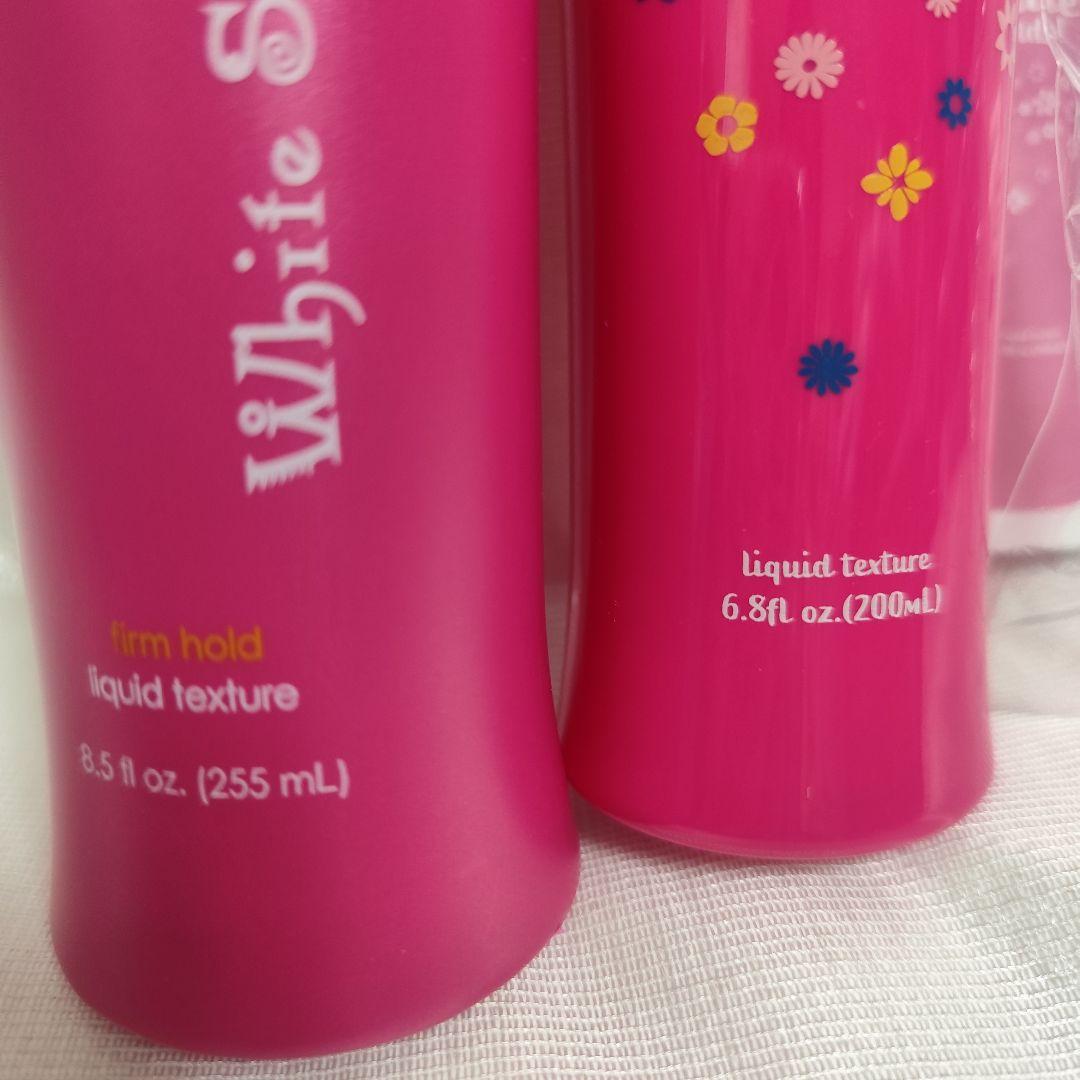 White S
firm hold
liquid texture
8.5 fl oz. (255 mL)
liquid texture
6.8fl oz.(200mL)